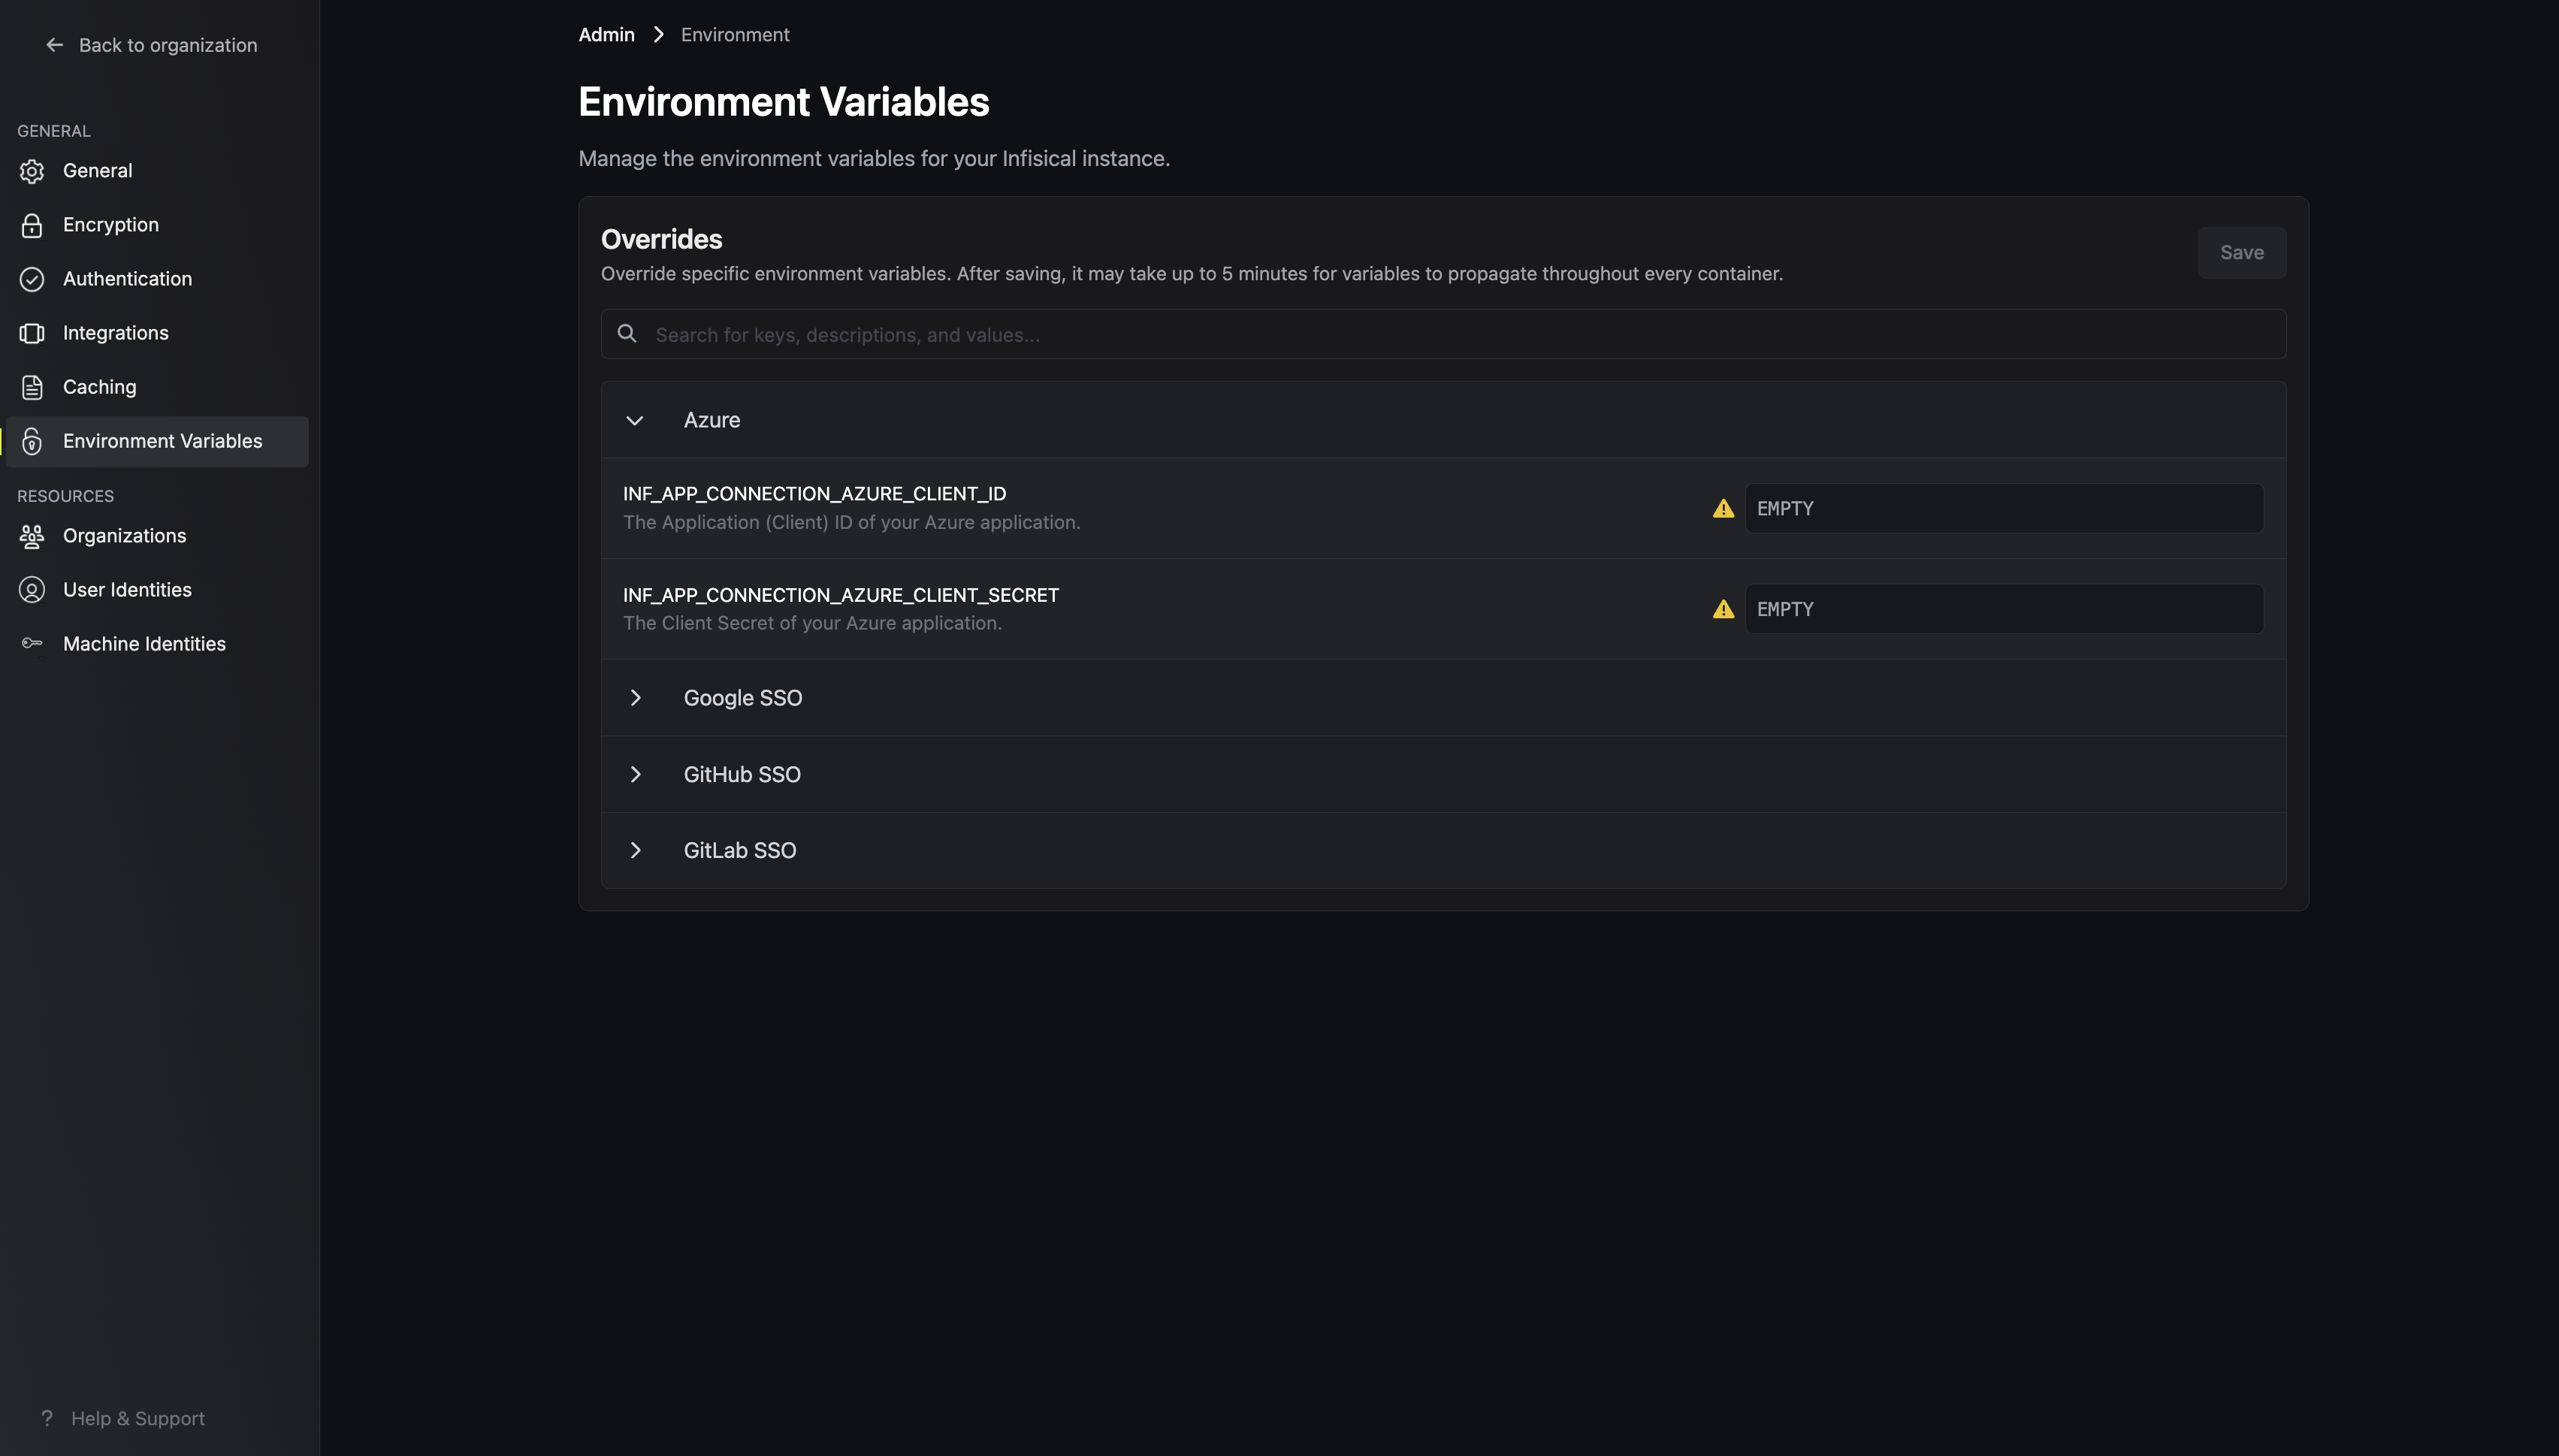 Back to organization
GENERAL
General
Encryption
Authentication
Integrations
Caching
Environment Variables
RESOURCES
Organizations
User Identities
Machine Identities
? Help & Support
Admin > Environment
Environment Variables
Manage the environment variables for your Infisical instance.
Overrides
Override specific environment variables. After saving, it may take up to 5 minutes for variables to propagate throughout every container.
Save
Search for keys, descriptions, and values...
Azure
INF_APP_CONNECTION_AZURE_CLIENT_ID
The Application (Client) ID of your Azure application.
EMPTY
INF_APP_CONNECTION_AZURE_CLIENT_SECRET
The Client Secret of your Azure application.
EMPTY
Google SSO
GitHub SSO
GitLab SSO